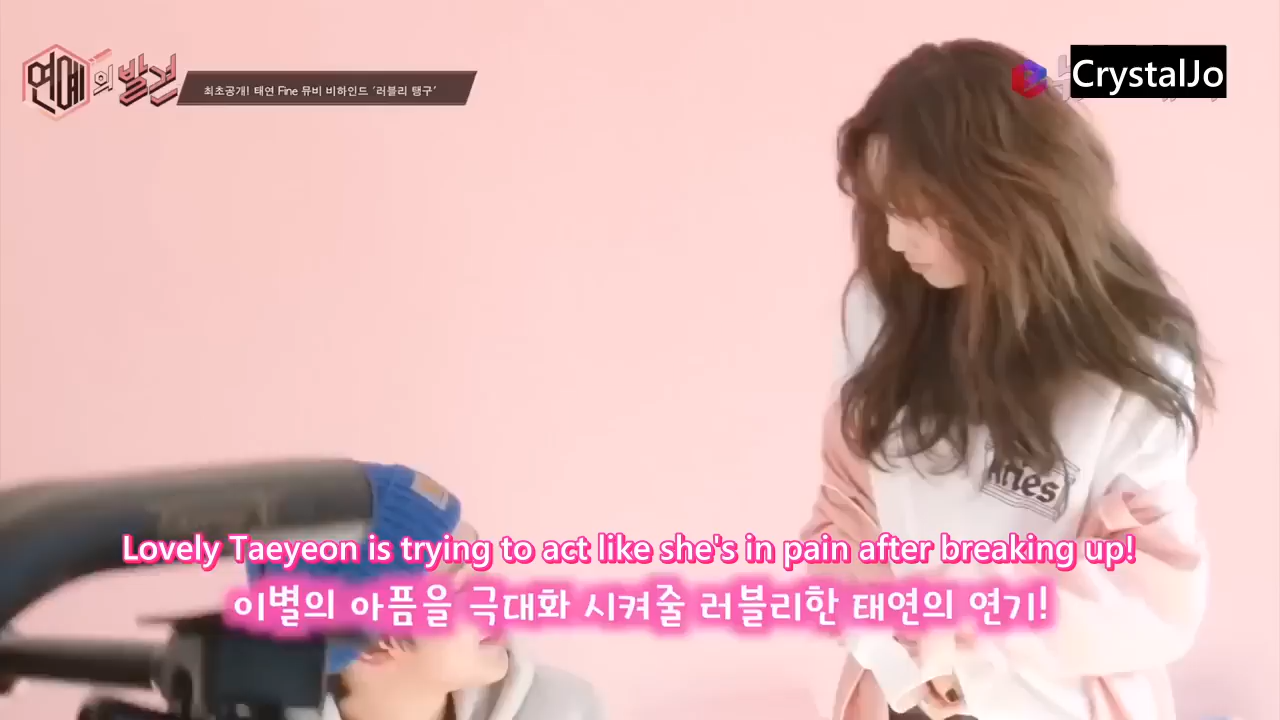 연예의 발견
최초공개! 태연 Fine 뮤비 비하인드 '러블리 탱구'
CrystalJo
Aries
Lovely Taeyeon is trying to act like she's in pain after breaking up!
이별의 아픔을 극대화 시켜줄 러블리한 태연의 연기!